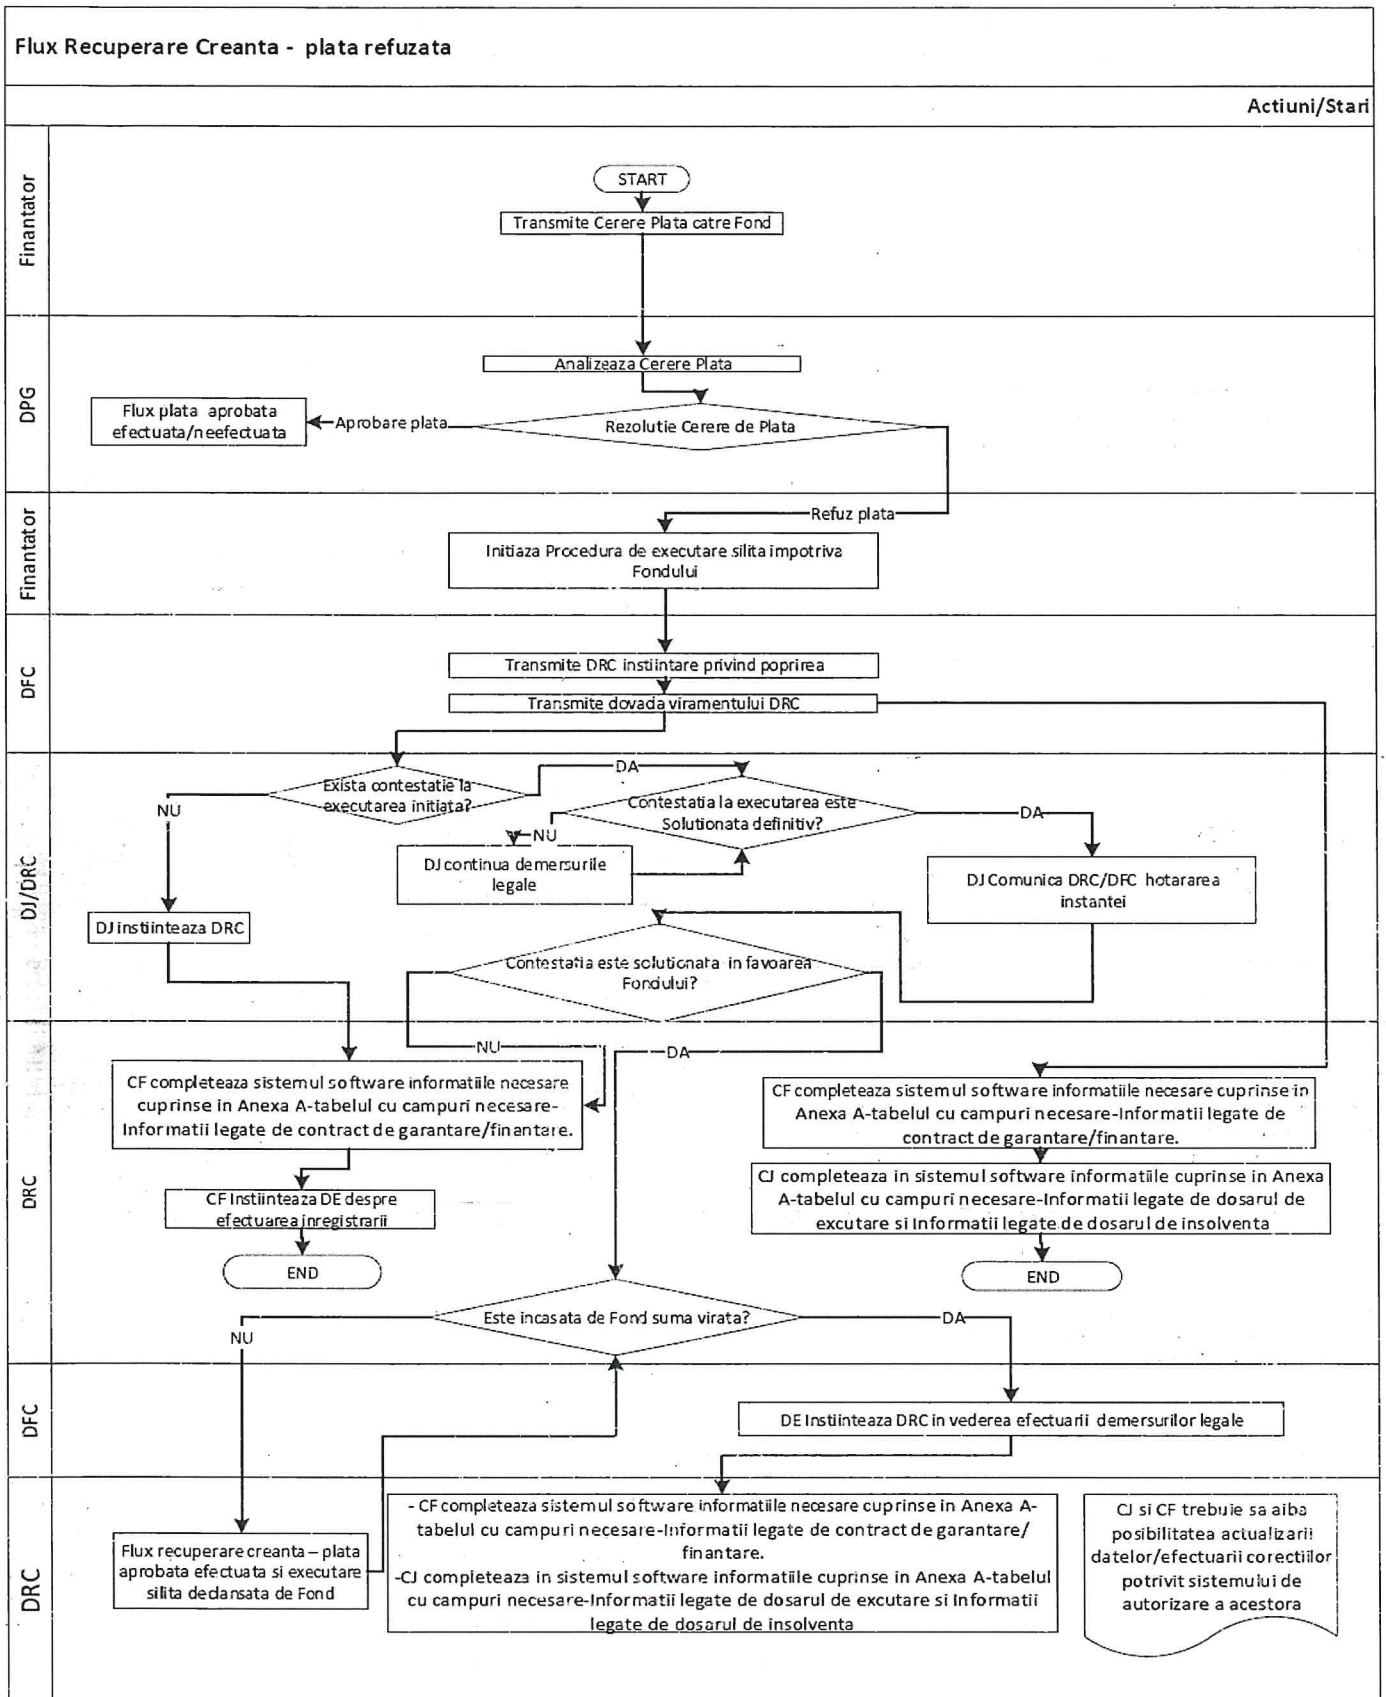 Flux Recuperare Creanta - plata refuzata
Actiuni/Stari
Finantator
START
Transmite Cerere Plata catre Fond
DPG
Analizeaza Cerere Plata
Flux plata aprobata
efectuata/neefectuata
Aprobare plata
Rezolutie Cerere de Plata
Finantator
Refuz plata
Initiaza Procedura de executare silita impotriva
Fondului
DFC
Transmite DRC instiintare privind poprirea
Transmite dovada viramentului DRC
DJ/DRC
Exista contestatie la
executarea initiata?
DA
NU
Contestatia la executarea este
Solutionata definitiv?
DA
NU
DJ continua demersurile
legale
DJ Comunica DRC/DFC hotararea
instantei
DJ instiinteaza DRC
Contestatia este solutionata in favoarea
Fondului?
DRC
NU
DA
CF completeaza sistemul software informatiile necesare
cuprinse in Anexa A-tabelul cu campuri necesare-
Informatii legate de contract de garantare/finantare.
CF completeaza sistemul software informatiile necesare cuprinse in
Anexa A-tabelul cu campuri necesare-Informatii legate de
contract de garantare/finantare.
CF Instiinteaza DE despre
efectuarea inregistrarii
CJ completeaza in sistemul software informatiile cuprinse in Anexa
A-tabelul cu campuri necesare-Informatii legate de dosarul de
excutare si Informatii legate de dosarul de insolventa
END
END
Este incasata de Fond suma virata?
NU
DA
DFC
DE Instiinteaza DRC in vederea efectuarii demersurilor legale
DRC
Flux recuperare creanta – plata
aprobata efectuata si executare
silita declansata de Fond
- CF completeaza sistemul software informatiile necesare cuprinse in Anexa A-
tabelul cu campuri necesare-Informatii legate de contract de garantare/
finantare.
-CJ completeaza in sistemul software informatiile cuprinse in Anexa A-tabelul
cu campuri necesare-Informatii legate de dosarul de excutare si Informatii
legate de dosarul de insolventa
CJ si CF trebuie sa aiba
posibilitatea actualizarii
datelor/efectuarii corectiilor
potrivit sistemului de
autorizare a acestora